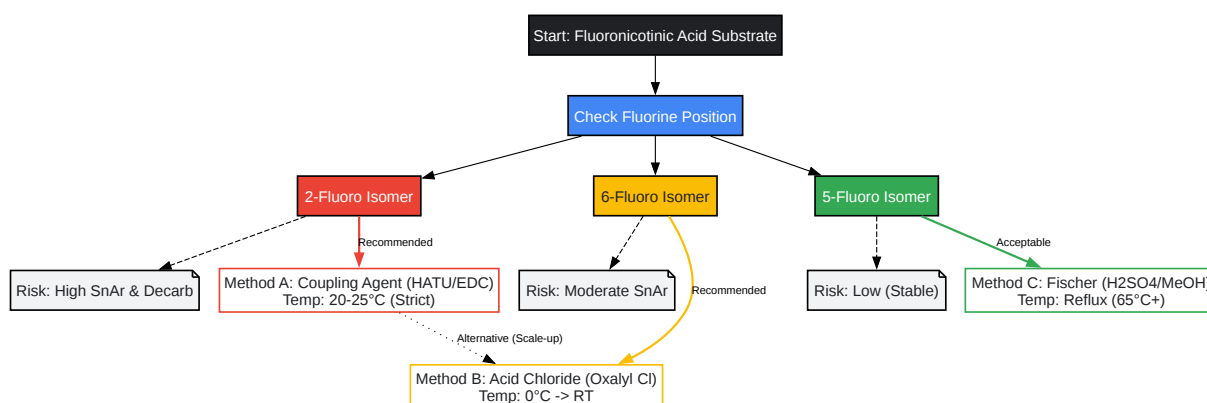 Start: Fluoronicotinic Acid Substrate
Check Fluorine Position
2-Fluoro Isomer
6-Fluoro Isomer
5-Fluoro Isomer
Recommended
Acceptable
Risk: High SnAr & Decarb
Method A: Coupling Agent (HATU/EDC)
Temp: 20-25°C (Strict)
Risk: Moderate SnAr
Recommended
Risk: Low (Stable)
Method C: Fischer (H2SO4/MeOH)
Temp: Reflux (65°C+)
Alternative (Scale-up)
Method B: Acid Chloride (Oxalyl Cl)
Temp: 0°C -> RT